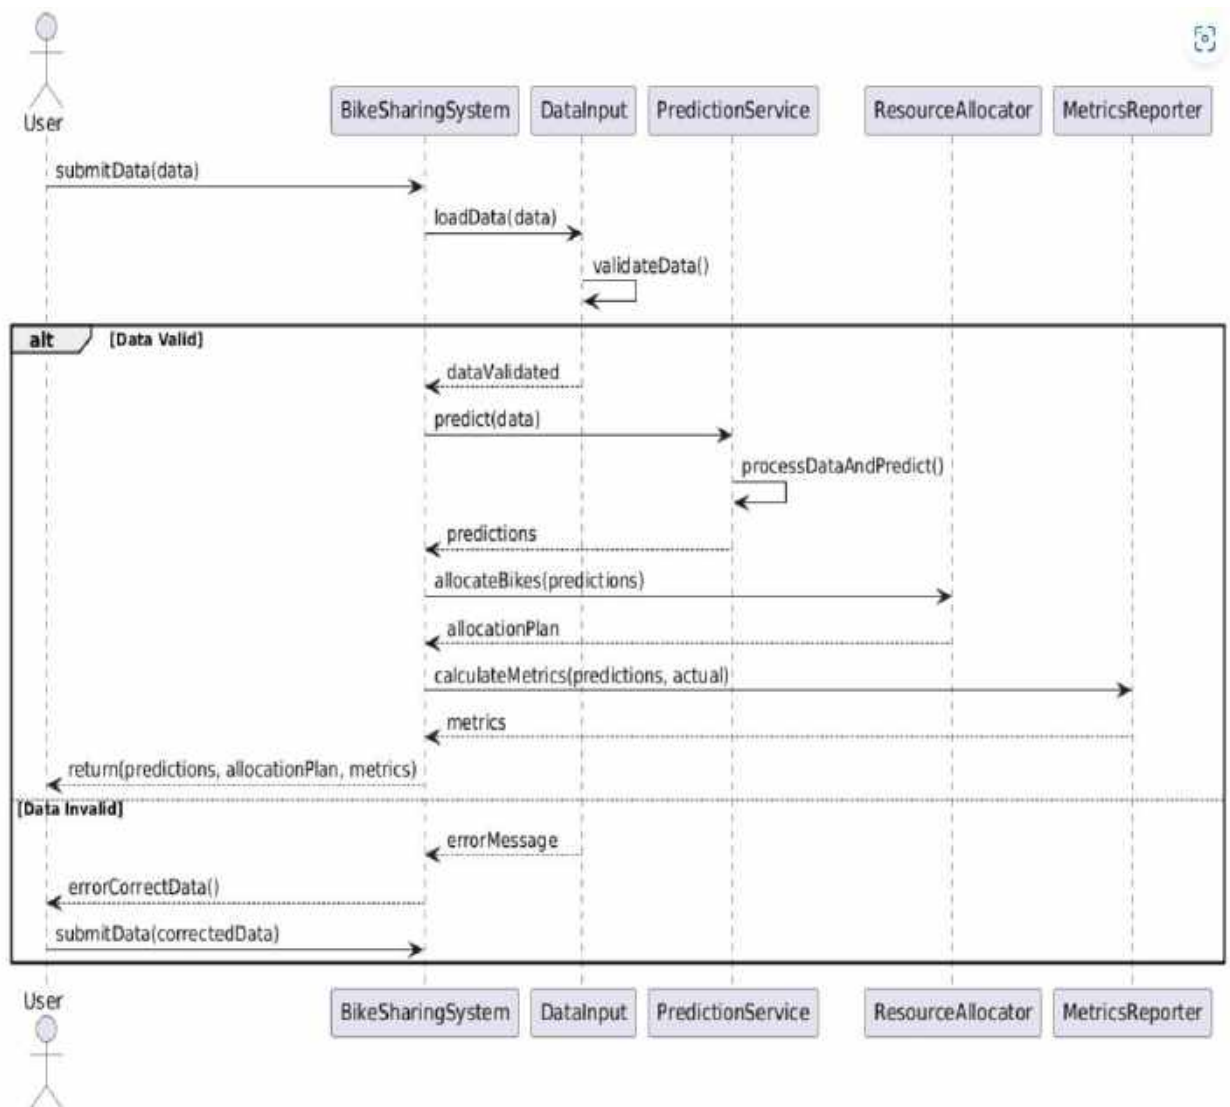 User
BikeSharingSystem
DataInput
PredictionService
ResourceAllocator
MetricsReporter
submitData(data)
loadData(data)
validateData()
alt
[Data Valid]
dataValidated
predict(data)
processDataAndPredict()
predictions
allocateBikes(predictions)
allocationPlan
calculateMetrics(predictions, actual)
metrics
return(predictions, allocationPlan, metrics)
[Data Invalid]
errorMessage
errorCorrectData()
submitData(correctedData)
User
BikeSharingSystem
DataInput
PredictionService
ResourceAllocator
MetricsReporter